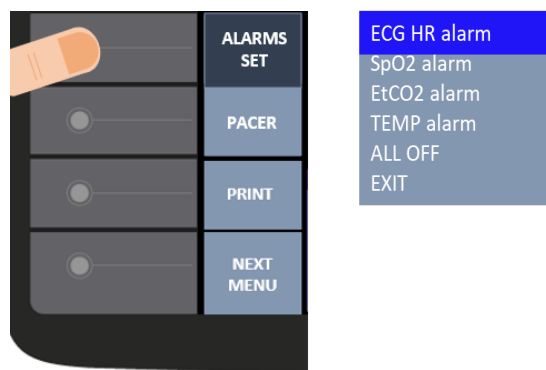 ALARMS
SET
PACER
PRINT
NEXT
MENU
ECG HR alarm
SpO2 alarm
EtCO2 alarm
TEMP alarm
ALL OFF
EXIT